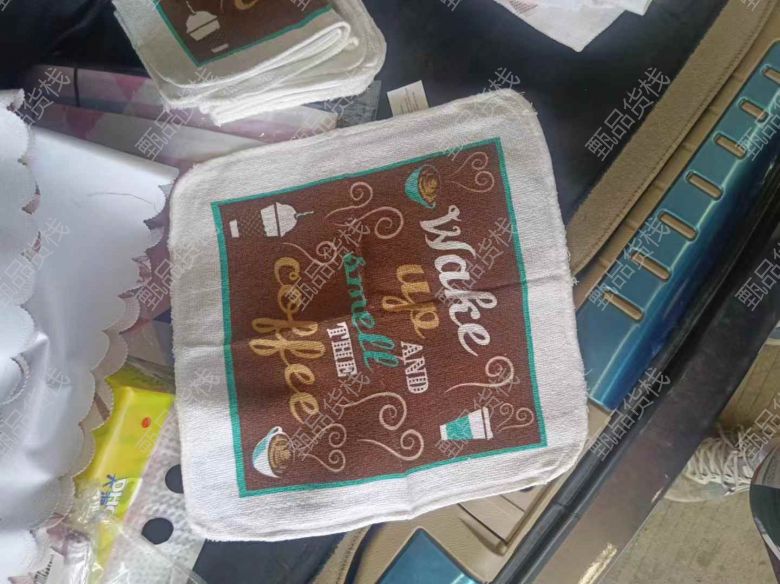 Wake
up AND
smell
THE
coffee
甄品货栈